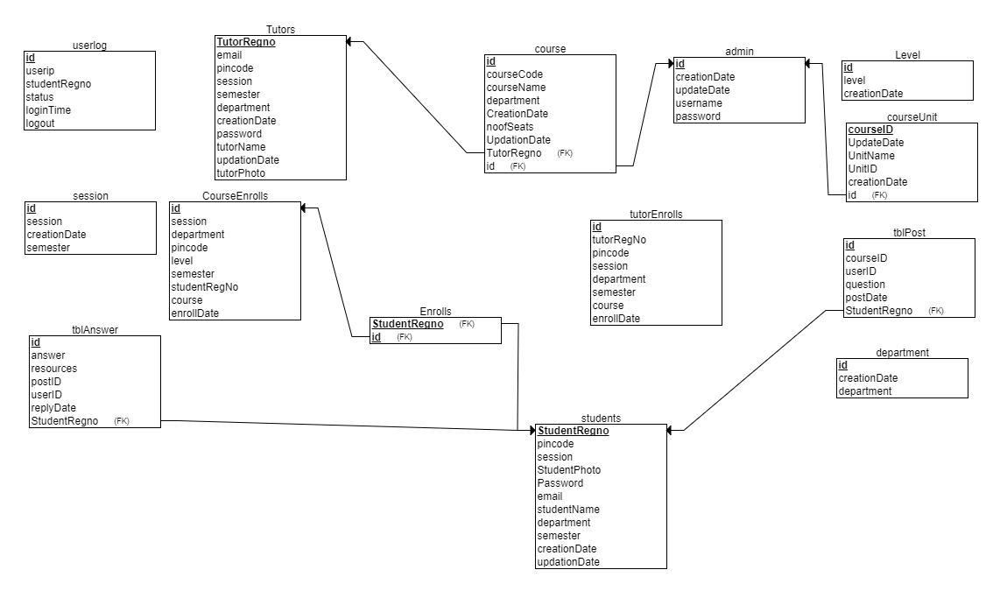 userlog
id
userip
studentRegno
status
loginTime
logout
Tutors
TutorRegno
email
pincode
session
semester
department
creationDate
password
tutorName
updationDate
tutorPhoto
course
id
courseCode
courseName
department
CreationDate
noofSeats
UpdationDate
TutorRegno (FK)
id (FK)
admin
id
creationDate
updateDate
username
password
Level
id
level
creationDate
courseUnit
courseID
UpdateDate
UnitName
UnitID
creationDate
id (FK)
session
id
session
creationDate
semester
CourseEnrolls
id
session
department
pincode
level
semester
studentRegNo
course
enrollDate
tutorEnrolls
id
tutorRegNo
pincode
session
department
semester
course
enrollDate
tblPost
id
courseID
userID
question
postDate
StudentRegno (FK)
Enrolls
StudentRegno (FK)
id (FK)
tblAnswer
id
answer
resources
postID
userID
replyDate
StudentRegno (FK)
department
id
creationDate
department
students
StudentRegno
pincode
session
StudentPhoto
Password
email
studentName
department
semester
creationDate
updationDate